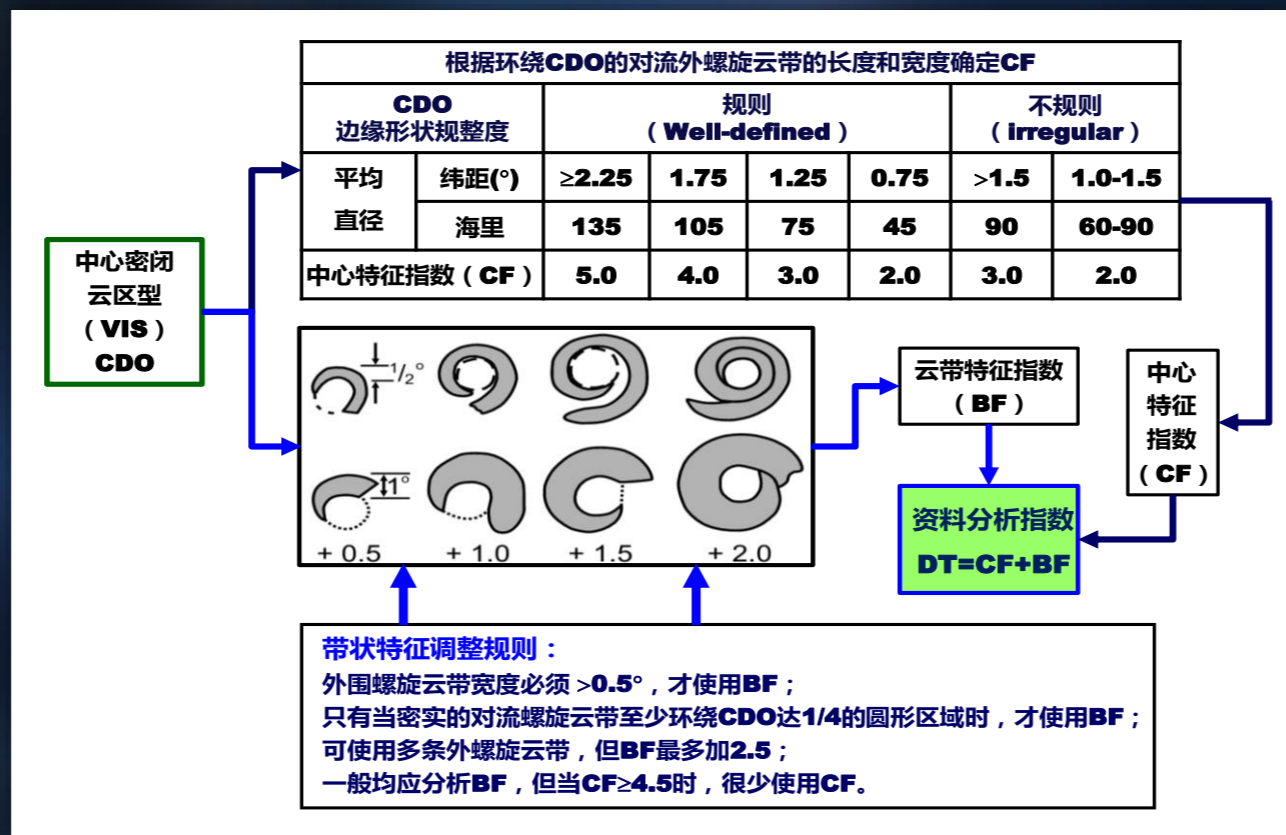 根据环绕CDO的对流外螺旋云带的长度和宽度确定CF
CDO
边缘形状规整度
规则
（Well-defined）
不规则
（irregular）
平均
直径
纬距(°) ≥2.25 1.75 1.25 0.75 >1.5 1.0-1.5
海里 135 105 75 45 90 60-90
中心特征指数（CF） 5.0 4.0 3.0 2.0 3.0 2.0
中心密闭
云区型
（VIS）
CDO
1/2°
1°
+ 0.5 + 1.0 + 1.5 + 2.0
云带特征指数
（BF）
中心
特征
指数
（CF）
资料分析指数
DT=CF+BF
带状特征调整规则：
外围螺旋云带宽度必须 >0.5°，才使用BF；
只有当密实的对流螺旋云带至少环绕CDO达1/4的圆形区域时，才使用BF；
可使用多条外螺旋云带，但BF最多加2.5；
一般均应分析BF，但当CF≥4.5时，很少使用CF。